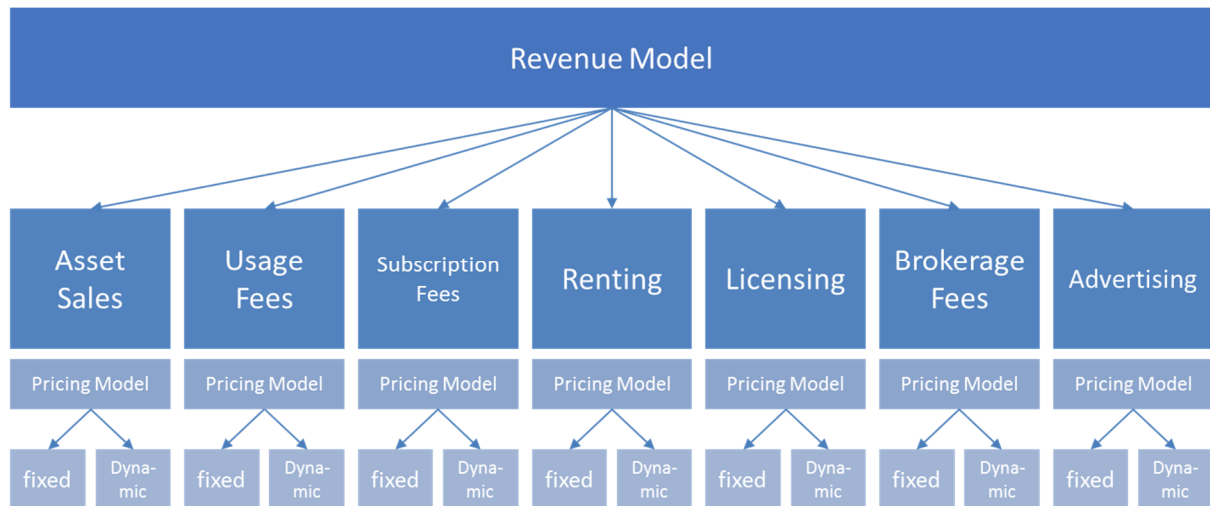 Revenue Model
Asset
Sales
Usage
Fees
Subscription
Fees
Renting
Licensing
Brokerage
Fees
Advertising
Pricing Model
Pricing Model
Pricing Model
Pricing Model
Pricing Model
Pricing Model
Pricing Model
fixed
Dyna-
mic
fixed
Dyna-
mic
fixed
Dyna-
mic
fixed
Dyna-
mic
fixed
Dyna-
mic
fixed
Dyna-
mic
fixed
Dyna-
mic